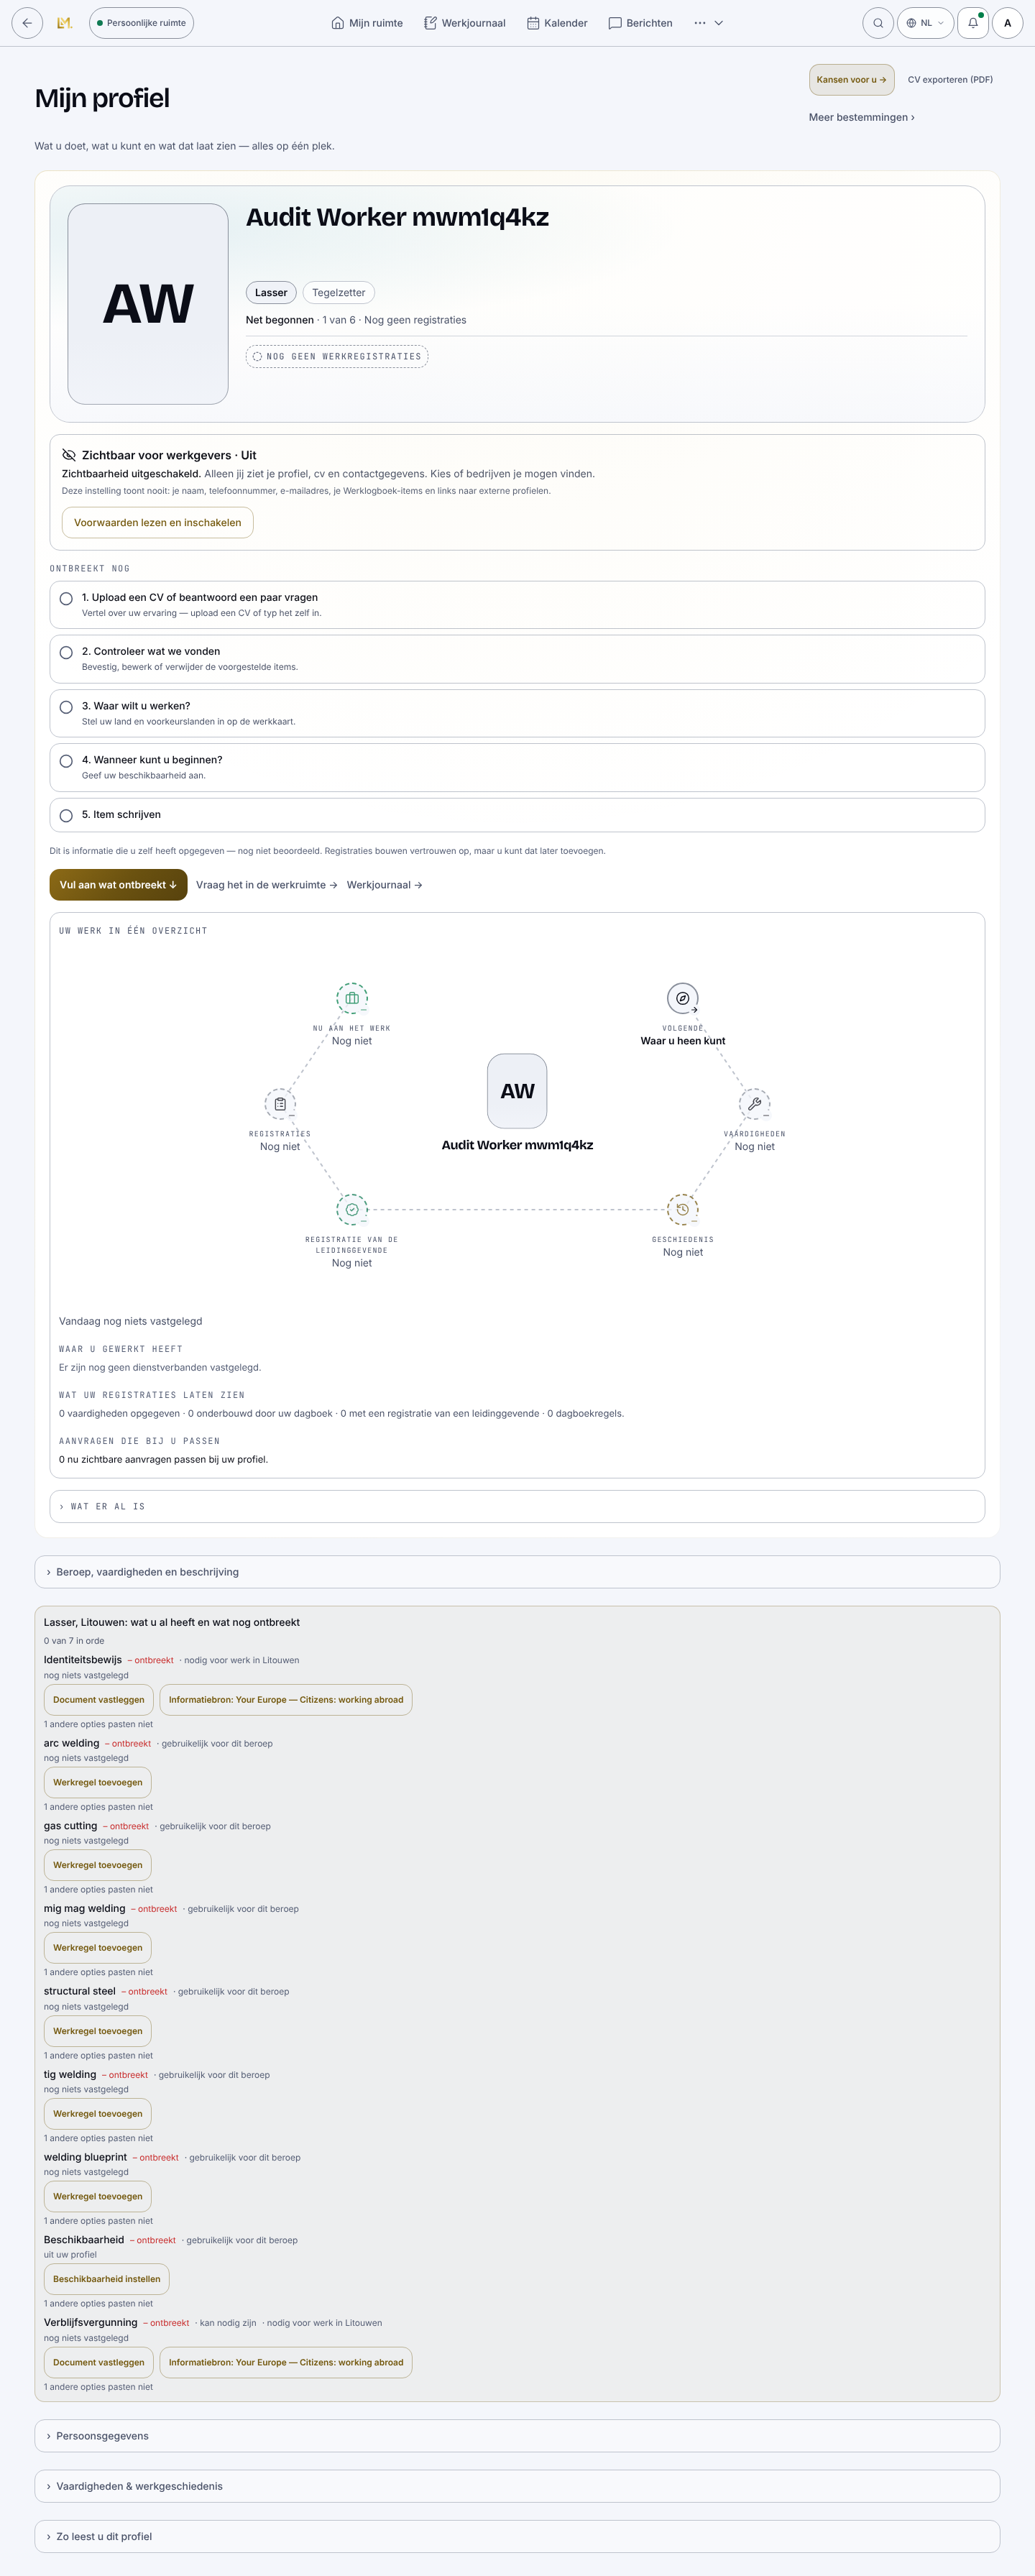 LM
Persoonlijke ruimte
Mijn ruimte
Werkjournaal
Kalender
Berichten
NL
A
Mijn profiel
Kansen voor u →
CV exporteren (PDF)
Meer bestemmingen ›
Wat u doet, wat u kunt en wat dat laat zien — alles op één plek.
AW
Audit Worker mwm1q4kz
Lasser
Tegelzetter
Net begonnen · 1 van 6 · Nog geen registraties
NOG GEEN WERKREGISTRATIES
Zichtbaar voor werkgevers · Uit
Zichtbaarheid uitgeschakeld. Alleen jij ziet je profiel, cv en contactgegevens. Kies of bedrijven je mogen vinden.
Deze instelling toont nooit: je naam, telefoonnummer, e-mailadres, je Werklogboek-items en links naar externe profielen.
Voorwaarden lezen en inschakelen
ONTBREEKT NOG
1. Upload een CV of beantwoord een paar vragen
Vertel over uw ervaring — upload een CV of typ het zelf in.
2. Controleer wat we vonden
Bevestig, bewerk of verwijder de voorgestelde items.
3. Waar wilt u werken?
Stel uw land en voorkeurslanden in op de werkkaart.
4. Wanneer kunt u beginnen?
Geef uw beschikbaarheid aan.
5. Item schrijven
Dit is informatie die u zelf heeft opgegeven — nog niet beoordeeld. Registraties bouwen vertrouwen op, maar u kunt dat later toevoegen.
Vul aan wat ontbreekt ↓
Vraag het in de werkruimte →
Werkjournaal →
UW WERK IN ÉÉN OVERZICHT
NU AAN HET WERK
Nog niet
VOLGENDE
Waar u heen kunt
AW
Audit Worker mwm1q4kz
REGISTRATIES
Nog niet
VAARDIGHEDEN
Nog niet
REGISTRATIE VAN DE
LEIDINGGEVENDE
Nog niet
GESCHIEDENIS
Nog niet
Vandaag nog niets vastgelegd
WAAR U GEWERKT HEEFT
Er zijn nog geen dienstverbanden vastgelegd.
WAT UW REGISTRATIES LATEN ZIEN
0 vaardigheden opgegeven · 0 onderbouwd door uw dagboek · 0 met een registratie van een leidinggevende · 0 dagboekregels.
AANVRAGEN DIE BIJ U PASSEN
0 nu zichtbare aanvragen passen bij uw profiel.
› WAT ER AL IS
› Beroep, vaardigheden en beschrijving
Lasser, Litouwen: wat u al heeft en wat nog ontbreekt
0 van 7 in orde
Identiteitsbewijs – ontbreekt · nodig voor werk in Litouwen
nog niets vastgelegd
Document vastleggen
Informatiebron: Your Europe — Citizens: working abroad
1 andere opties pasten niet
arc welding – ontbreekt · gebruikelijk voor dit beroep
nog niets vastgelegd
Werkregel toevoegen
1 andere opties pasten niet
gas cutting – ontbreekt · gebruikelijk voor dit beroep
nog niets vastgelegd
Werkregel toevoegen
1 andere opties pasten niet
mig mag welding – ontbreekt · gebruikelijk voor dit beroep
nog niets vastgelegd
Werkregel toevoegen
1 andere opties pasten niet
structural steel – ontbreekt · gebruikelijk voor dit beroep
nog niets vastgelegd
Werkregel toevoegen
1 andere opties pasten niet
tig welding – ontbreekt · gebruikelijk voor dit beroep
nog niets vastgelegd
Werkregel toevoegen
1 andere opties pasten niet
welding blueprint – ontbreekt · gebruikelijk voor dit beroep
nog niets vastgelegd
Werkregel toevoegen
1 andere opties pasten niet
Beschikbaarheid – ontbreekt · gebruikelijk voor dit beroep
uit uw profiel
Beschikbaarheid instellen
1 andere opties pasten niet
Verblijfsvergunning – ontbreekt · kan nodig zijn · nodig voor werk in Litouwen
nog niets vastgelegd
Document vastleggen
Informatiebron: Your Europe — Citizens: working abroad
1 andere opties pasten niet
› Persoonsgegevens
› Vaardigheden & werkgeschiedenis
› Zo leest u dit profiel